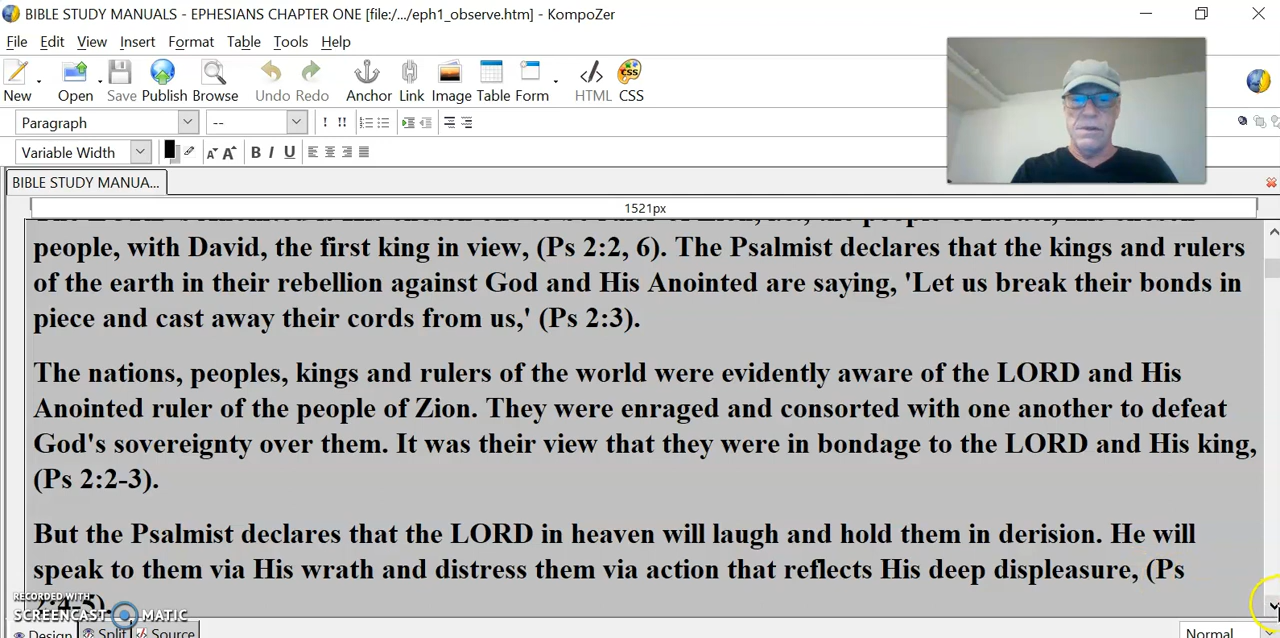 BIBLE STUDY MANUALS - EPHESIANS CHAPTER ONE [file:/.../eph1_observe.htm] - KompoZer
File Edit View Insert Format Table Tools Help
New Open Save Publish Browse Undo Redo Anchor Link Image Table Form HTML CSS
Paragraph --
Variable Width B I U
BIBLE STUDY MANUA...
1521px
people, with David, the first king in view, (Ps 2:2, 6). The Psalmist declares that the kings and rulers
of the earth in their rebellion against God and His Anointed are saying, 'Let us break their bonds in
piece and cast away their cords from us,' (Ps 2:3).
The nations, peoples, kings and rulers of the world were evidently aware of the LORD and His
Anointed ruler of the people of Zion. They were enraged and consorted with one another to defeat
God's sovereignty over them. It was their view that they were in bondage to the LORD and His king,
(Ps 2:2-3).
But the Psalmist declares that the LORD in heaven will laugh and hold them in derision. He will
speak to them via His wrath and distress them via action that reflects His deep displeasure, (Ps
2:4-5).
RECORDED WITH
SCREENCAST MATIC
Design Split Source Normal